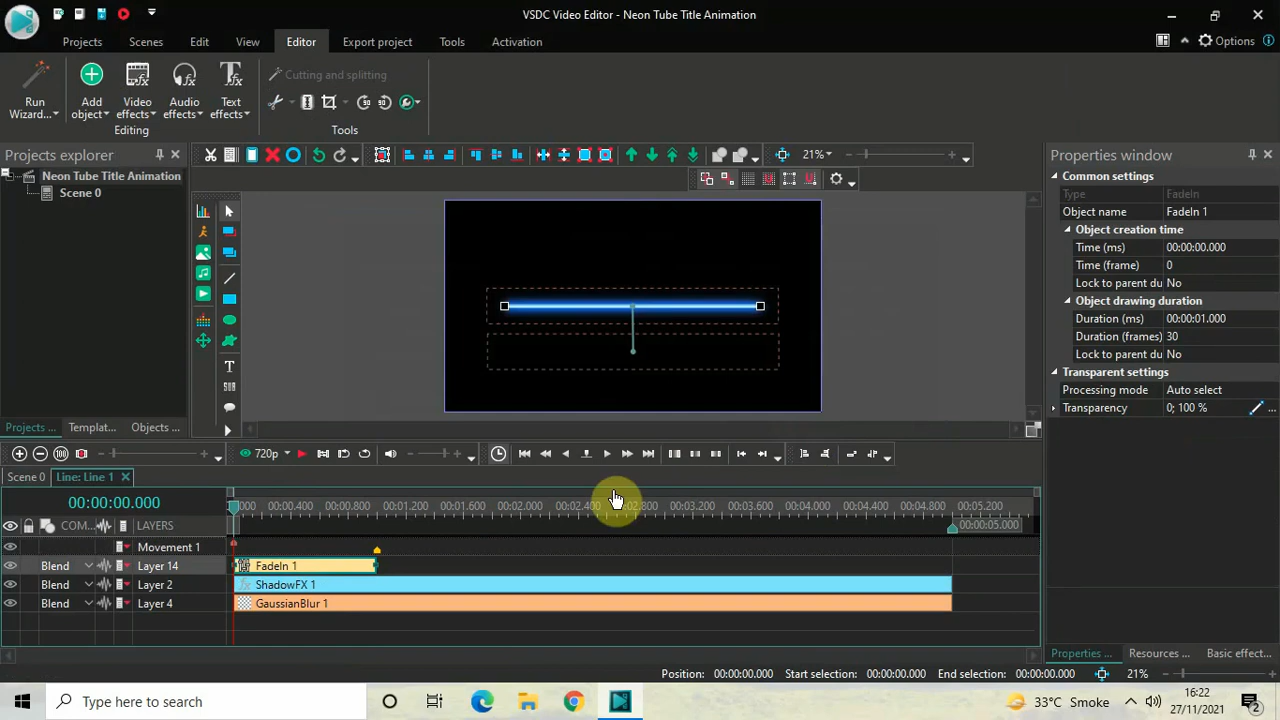 VSDC Video Editor - Neon Tube Title Animation
Projects Scenes Edit View Editor Export project Tools Activation Options
Run Wizard... Add object Video effects Audio effects Text effects
Cutting and splitting
Editing Tools
Projects explorer
21%
Properties window
Neon Tube Title Animation
Scene 0
Common settings
Type FadeIn
Object name FadeIn 1
Object creation time
Time (ms) 00:00:00.000
Time (frame) 0
Lock to parent du No
Object drawing duration
Duration (ms) 00:00:01.000
Duration (frames) 30
Lock to parent du No
Transparent settings
Processing mode Auto select
Transparency 0; 100 % ...
Projects ... Templat... Objects ...
720p
Scene 0 Line: Line 1
00:00:00.000
000 00:00.400 00:00.800 00:01.200 00:01.600 00:02.000 00:02.400 02.800 00:03.200 00:03.600 00:04.000 00:04.400 00:04.800 00:05.200
COM... LAYERS
00:00:05.000
Movement 1
Blend Layer 14 FadeIn 1
Blend Layer 2 fx ShadowFX 1
Blend Layer 4 GaussianBlur 1
Properties ... Resources ... Basic effect...
Position: 00:00:00.000 Start selection: 00:00:00.000 End selection: 00:00:00.000 21%
Type here to search
33°C Smoke
16:22
27/11/2021
2